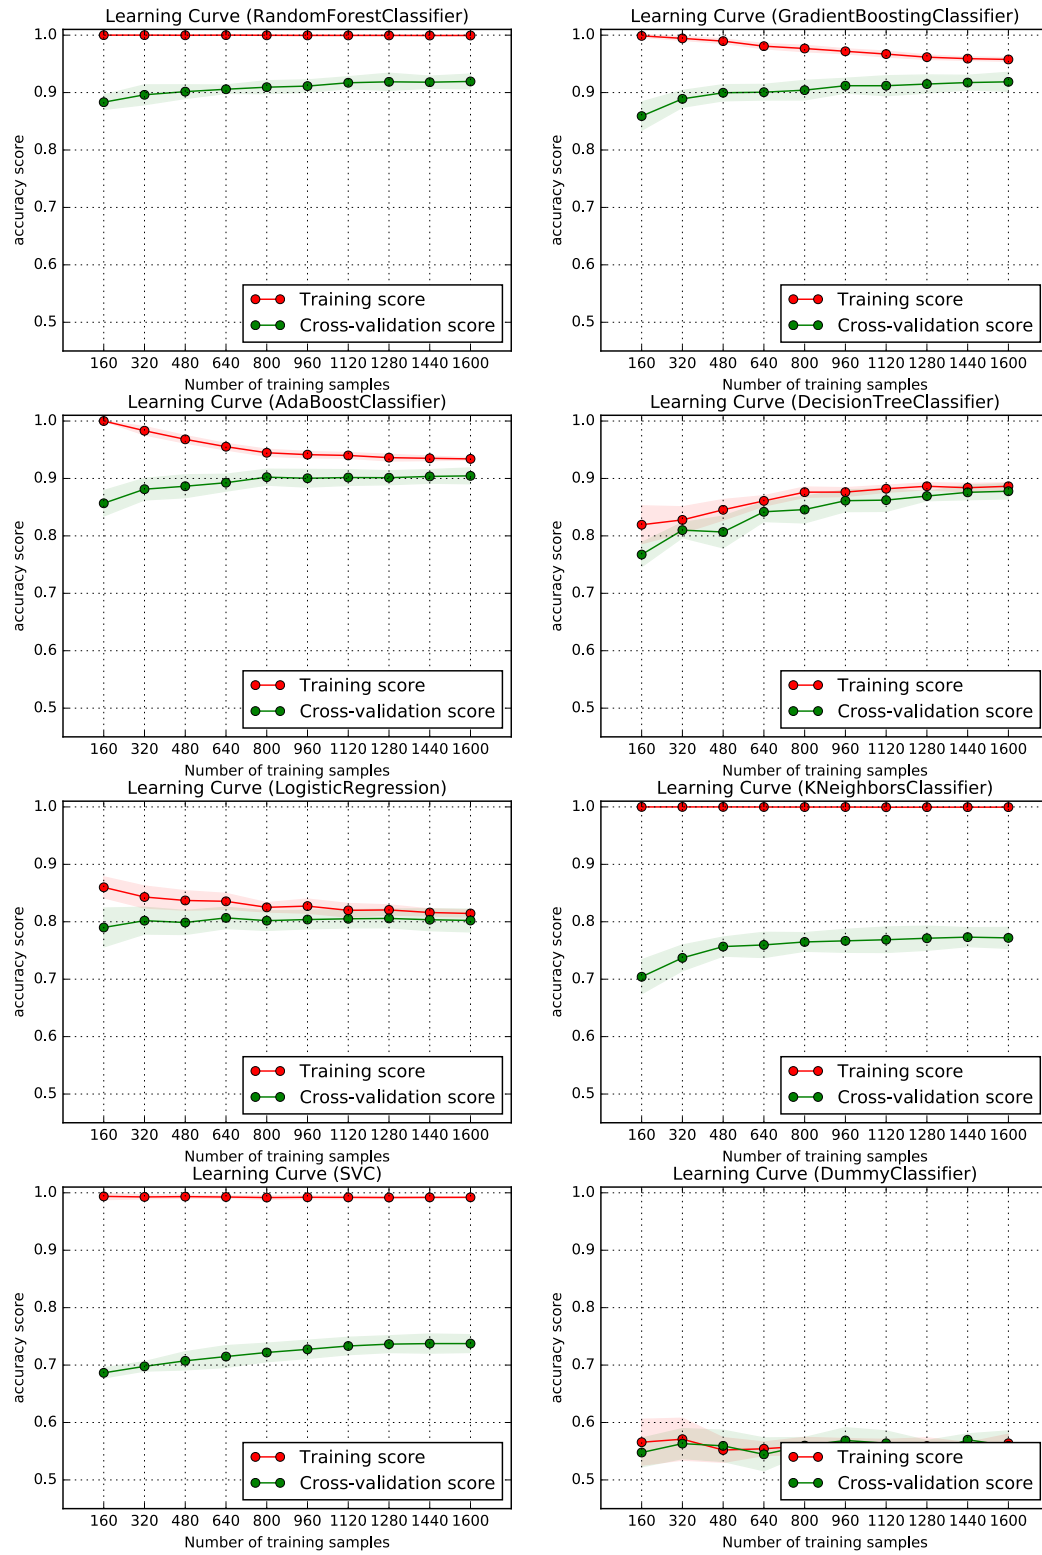 Learning Curve (RandomForestClassifier)
1.0
0.9
0.8
0.7
0.6
0.5
accuracy score
Training score
Cross-validation score
160 320 480 640 800 960 1120 1280 1440 1600
Number of training samples
Learning Curve (GradientBoostingClassifier)
1.0
0.9
0.8
0.7
0.6
0.5
accuracy score
Training score
Cross-validation score
160 320 480 640 800 960 1120 1280 1440 1600
Number of training samples
Learning Curve (AdaBoostClassifier)
1.0
0.9
0.8
0.7
0.6
0.5
accuracy score
Training score
Cross-validation score
160 320 480 640 800 960 1120 1280 1440 1600
Number of training samples
Learning Curve (DecisionTreeClassifier)
1.0
0.9
0.8
0.7
0.6
0.5
accuracy score
Training score
Cross-validation score
160 320 480 640 800 960 1120 1280 1440 1600
Number of training samples
Learning Curve (LogisticRegression)
1.0
0.9
0.8
0.7
0.6
0.5
accuracy score
Training score
Cross-validation score
160 320 480 640 800 960 1120 1280 1440 1600
Number of training samples
Learning Curve (KNeighborsClassifier)
1.0
0.9
0.8
0.7
0.6
0.5
accuracy score
Training score
Cross-validation score
160 320 480 640 800 960 1120 1280 1440 1600
Number of training samples
Learning Curve (SVC)
1.0
0.9
0.8
0.7
0.6
0.5
accuracy score
Training score
Cross-validation score
160 320 480 640 800 960 1120 1280 1440 1600
Number of training samples
Learning Curve (DummyClassifier)
1.0
0.9
0.8
0.7
0.6
0.5
accuracy score
Training score
Cross-validation score
160 320 480 640 800 960 1120 1280 1440 1600
Number of training samples